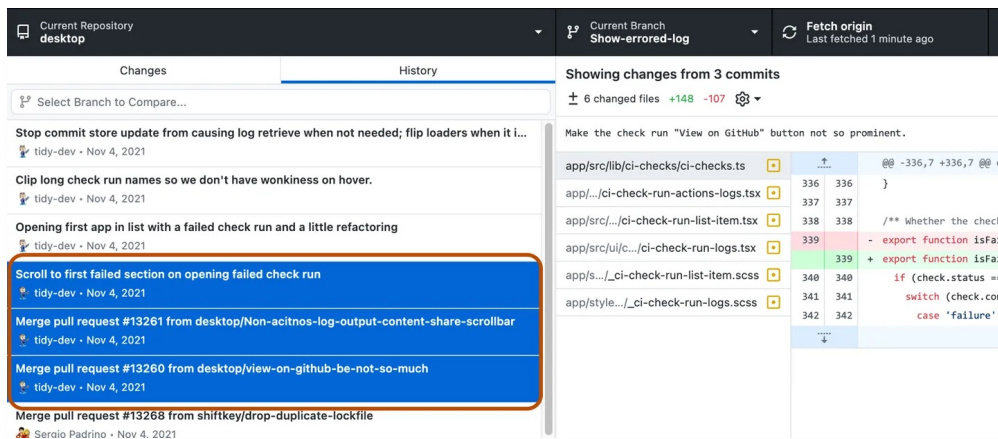 Current Repository
desktop
Current Branch
Show-errored-log
Fetch origin
Last fetched 1 minute ago
Changes
History
Select Branch to Compare...
Stop commit store update from causing log retrieve when not needed; flip loaders when it i...
tidy-dev • Nov 4, 2021
Clip long check run names so we don't have wonkiness on hover.
tidy-dev • Nov 4, 2021
Opening first app in list with a failed check run and a little refactoring
tidy-dev • Nov 4, 2021
Scroll to first failed section on opening failed check run
tidy-dev • Nov 4, 2021
Merge pull request #13261 from desktop/Non-acitnos-log-output-content-share-scrollbar
tidy-dev • Nov 4, 2021
Merge pull request #13260 from desktop/view-on-github-be-not-so-much
tidy-dev • Nov 4, 2021
Merge pull request #13268 from shiftkey/drop-duplicate-lockfile
Sergio Padrino • Nov 4, 2021
Showing changes from 3 commits
6 changed files +148 -107
Make the check run "View on GitHub" button not so prominent.
app/src/lib/ci-checks/ci-checks.ts
app/.../ci-check-run-actions-logs.tsx
app/src/.../ci-check-run-list-item.tsx
app/src/ui/c.../ci-check-run-logs.tsx
app/s.../_ci-check-run-list-item.scss
app/style.../_ci-check-run-logs.scss
@@ -336,7 +336,7 @@
336 336 }
337 337
338 338 /** Whether the chec
339 - export function isFa
339 + export function isFa
340 340 if (check.status ==
341 341 switch (check.co
342 342 case 'failure'